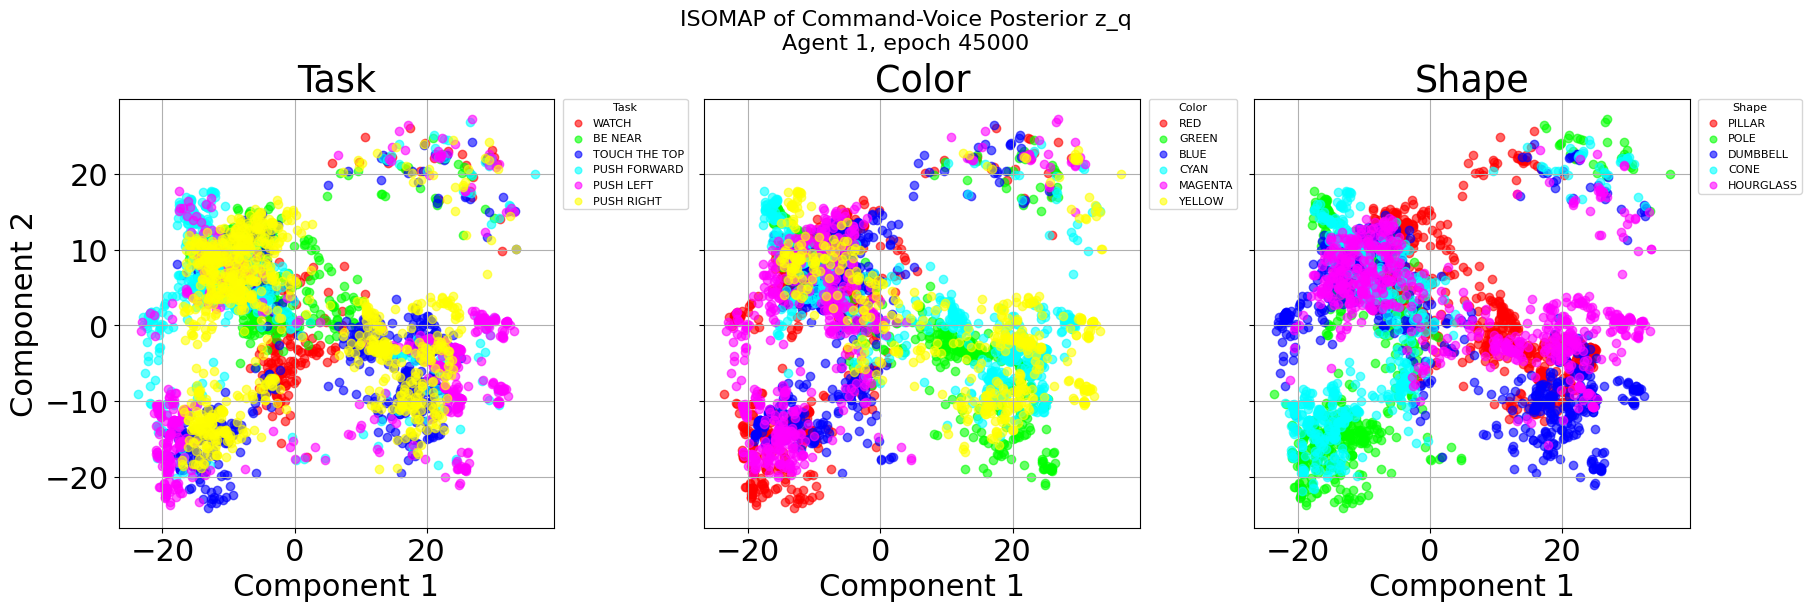 ISOMAP of Command-Voice Posterior z_q
Agent 1, epoch 45000
Task
Color
Shape
Task
WATCH
BE NEAR
TOUCH THE TOP
PUSH FORWARD
PUSH LEFT
PUSH RIGHT
Color
RED
GREEN
BLUE
CYAN
MAGENTA
YELLOW
Shape
PILLAR
POLE
DUMBBELL
CONE
HOURGLASS
Component 2
20
10
0
−10
−20
−20 0 20
−20 0 20
−20 0 20
Component 1
Component 1
Component 1